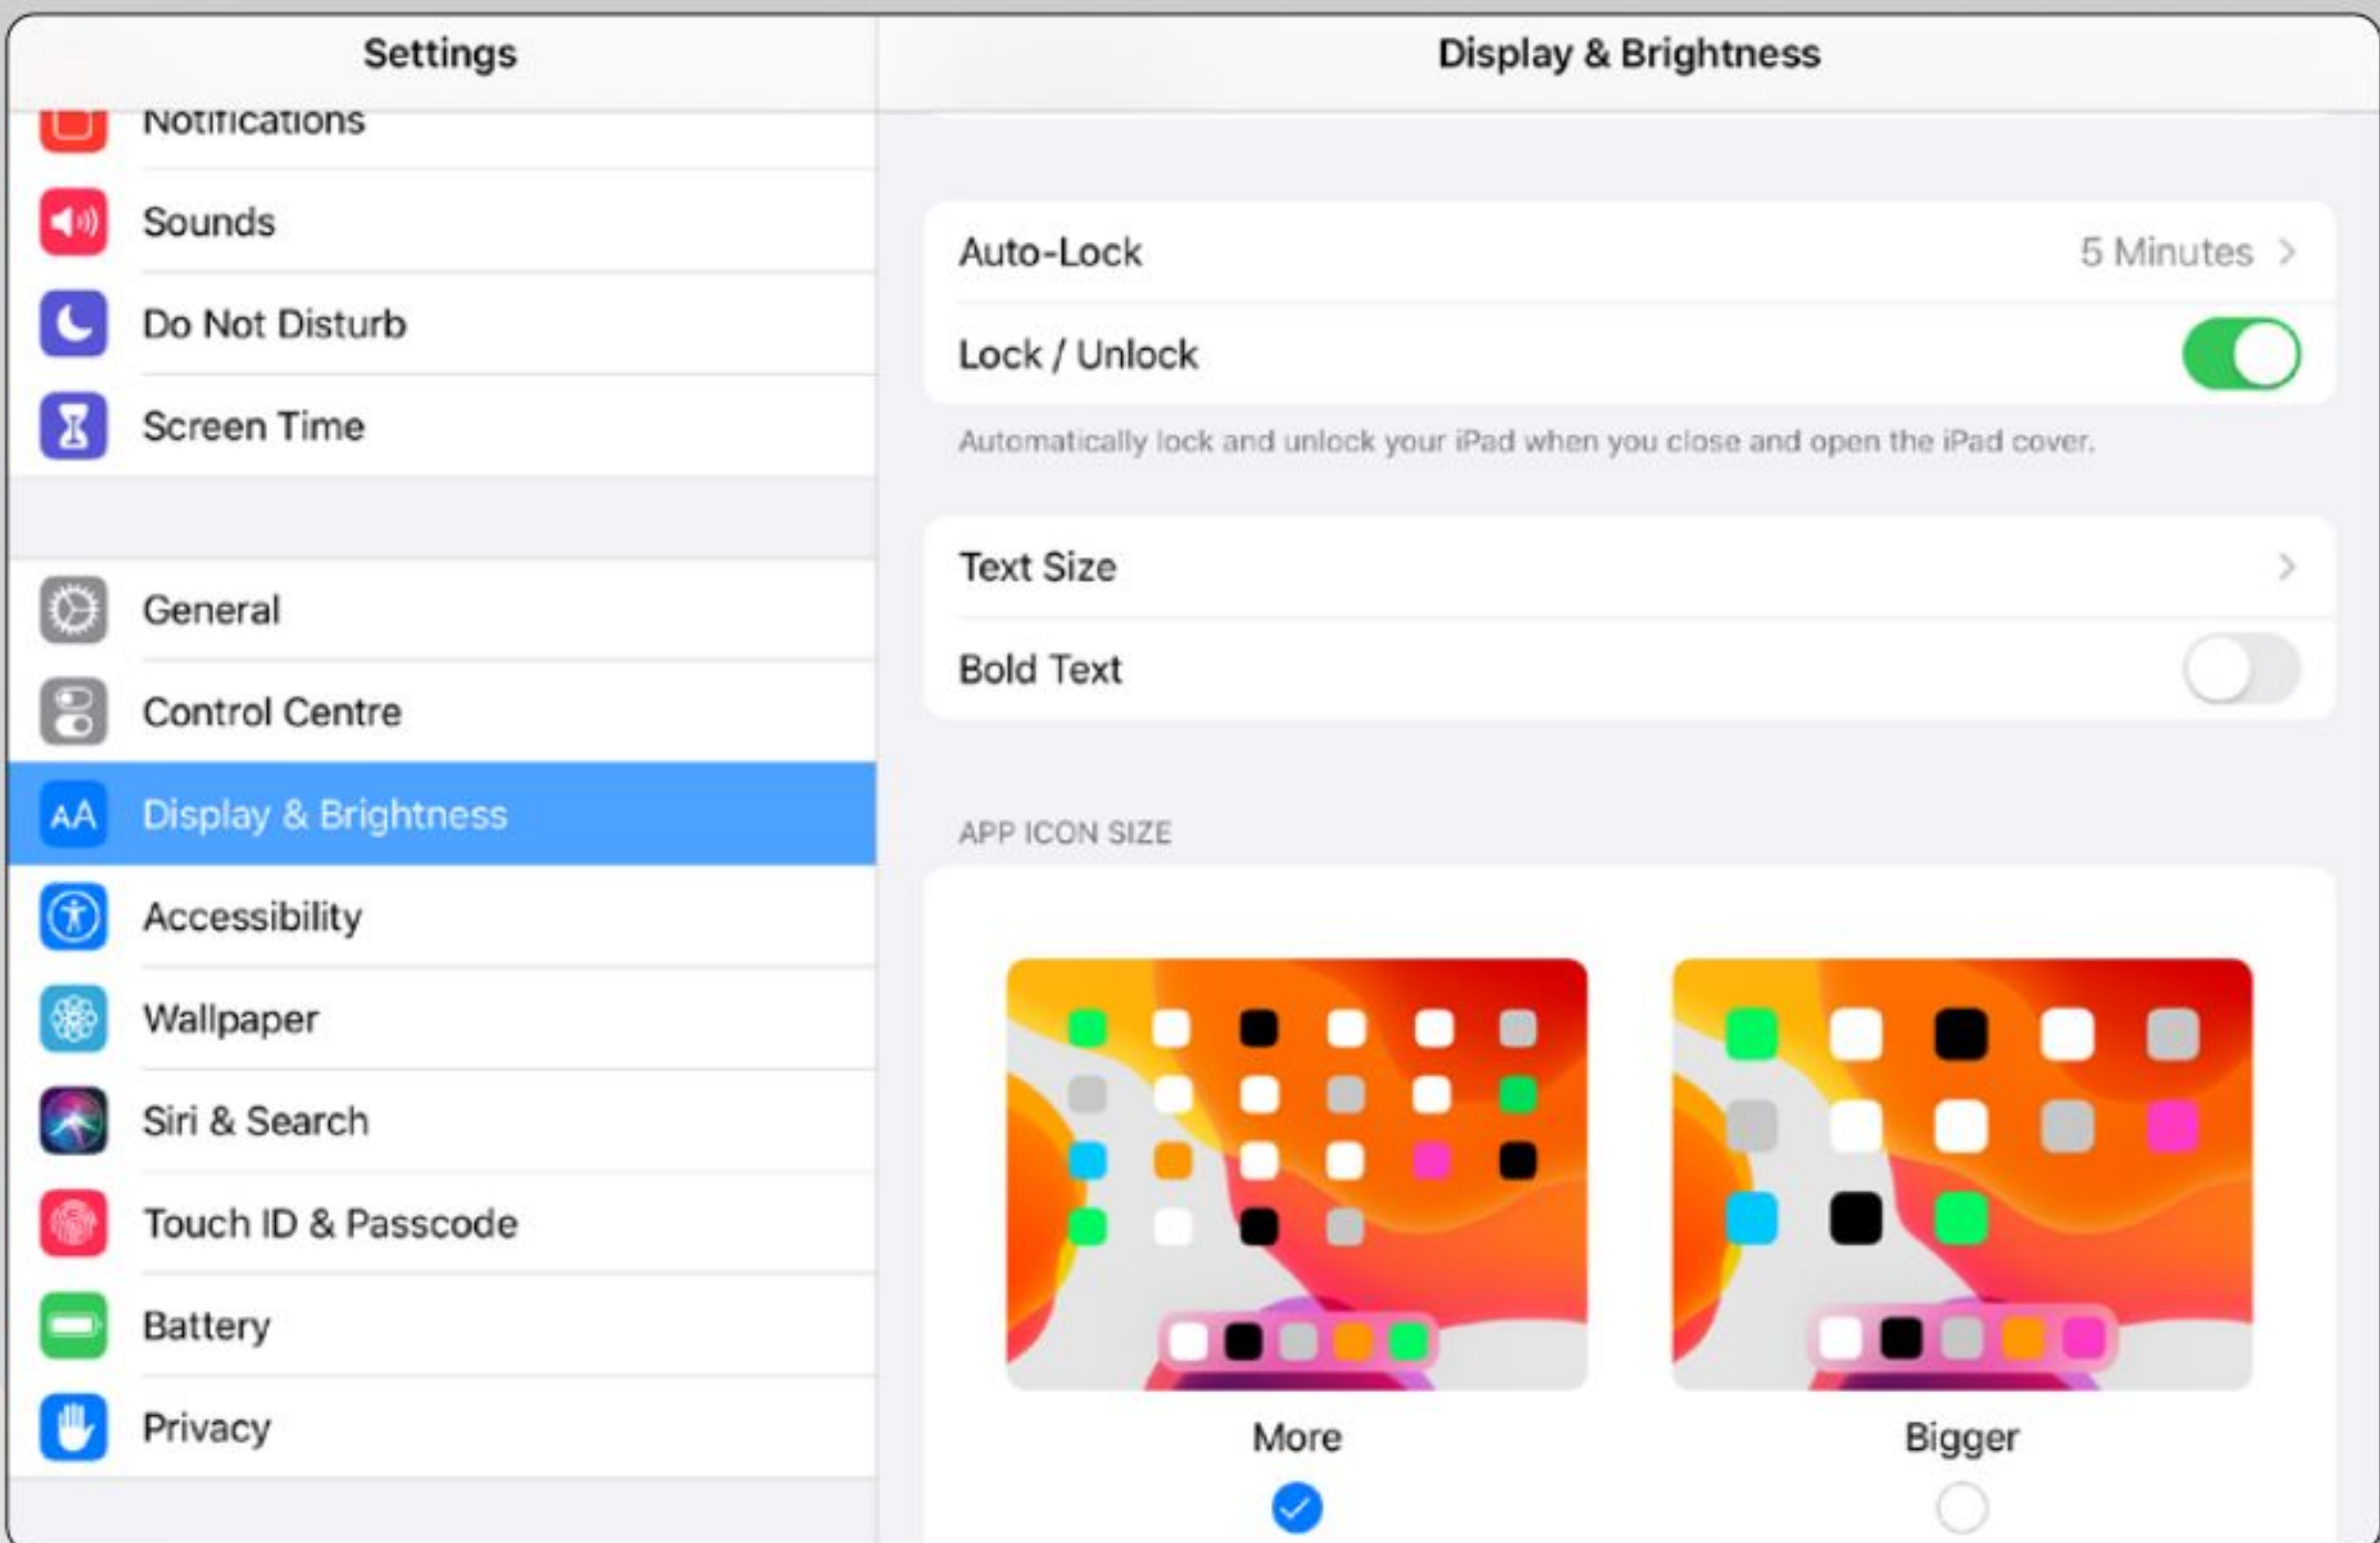 Settings
Notifications
Sounds
Do Not Disturb
Screen Time
General
Control Centre
AA Display & Brightness
Accessibility
Wallpaper
Siri & Search
Touch ID & Passcode
Battery
Privacy
Display & Brightness
Auto-Lock 5 Minutes
Lock / Unlock
Automatically lock and unlock your iPad when you close and open the iPad cover.
Text Size
Bold Text
APP ICON SIZE
More Bigger